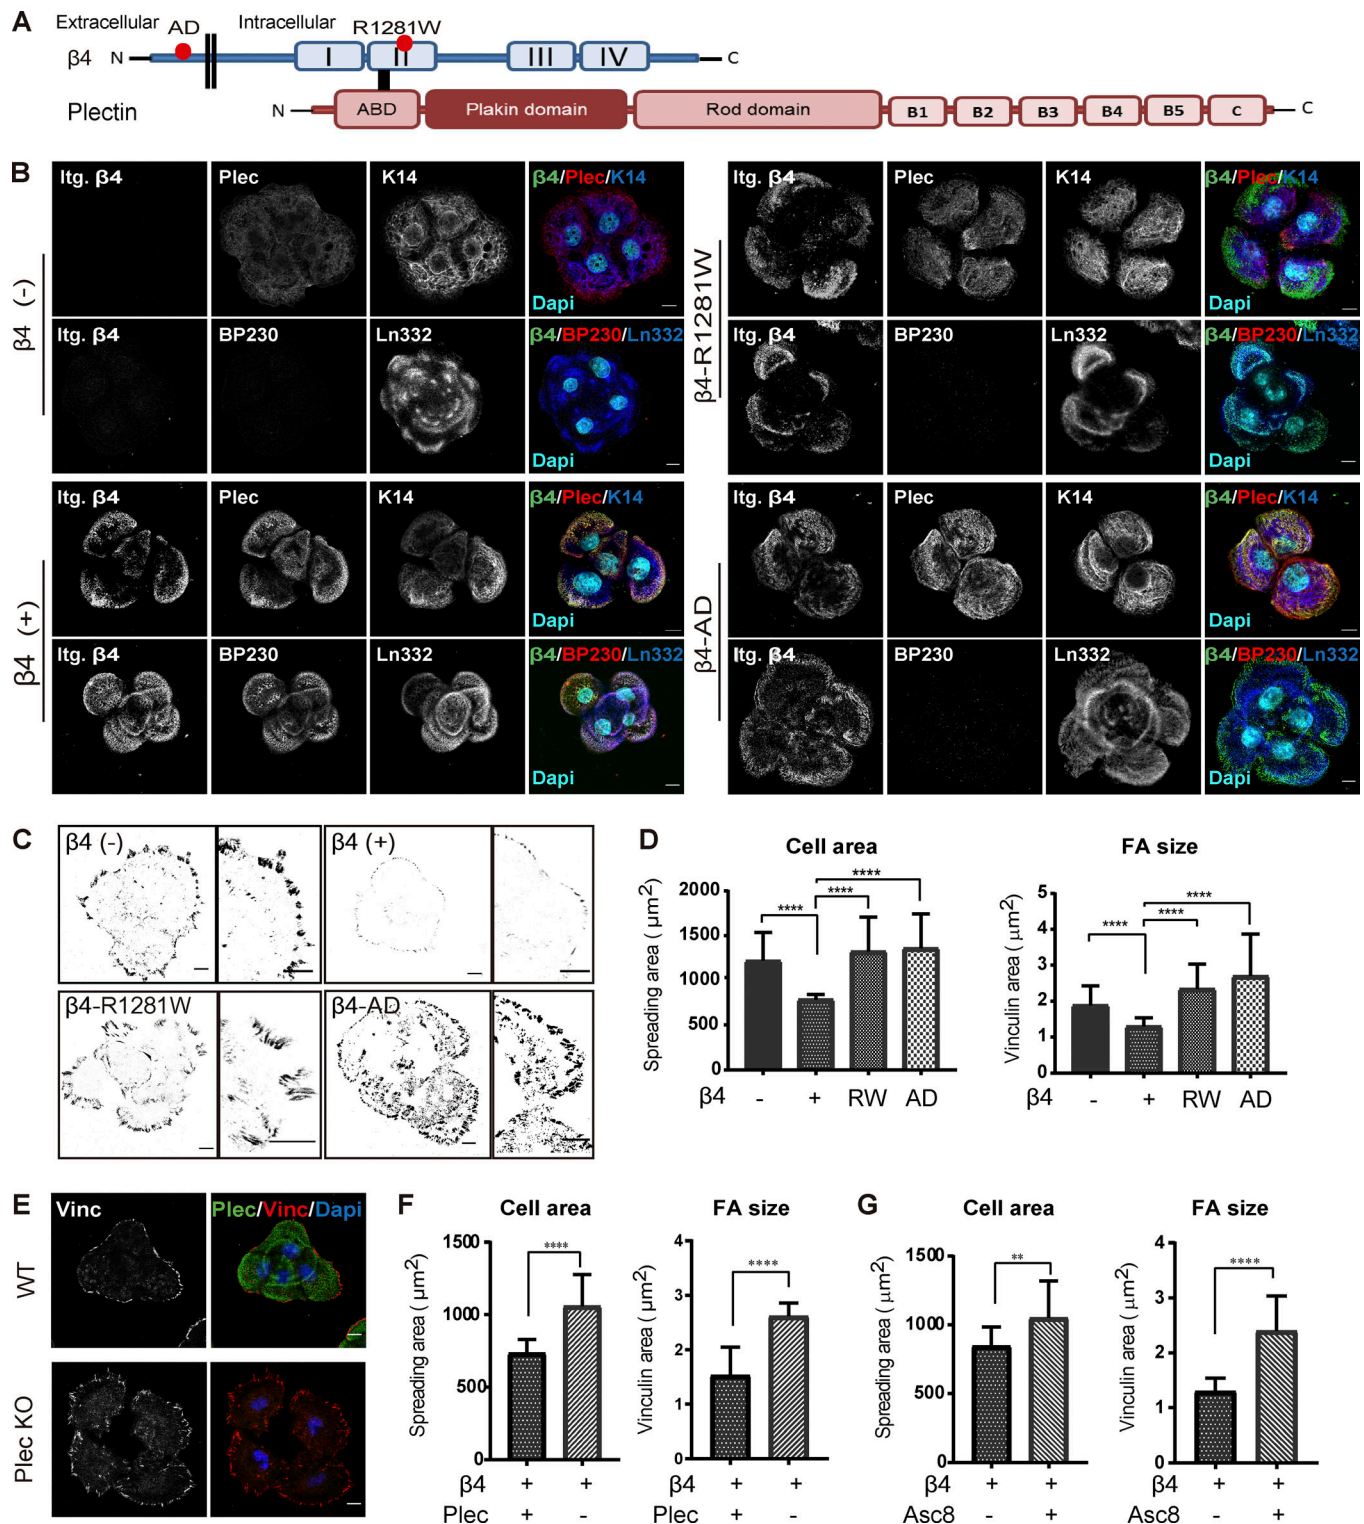 A
Extracellular AD Intracellular R1281W
β4 N I II III IV C
Plectin N ABD Plakin domain Rod domain B1 B2 B3 B4 B5 C C
B
β4 (-)
Itg. β4 Plec K14 β4/Plec/K14
Dapi
Itg. β4 BP230 Ln332 β4/BP230/Ln332
Dapi
β4 (+)
Itg. β4 Plec K14 β4/Plec/K14
Dapi
Itg. β4 BP230 Ln332 β4/BP230/Ln332
Dapi
β4-R1281W
Itg. β4 Plec K14 β4/Plec/K14
Dapi
Itg. β4 BP230 Ln332 β4/BP230/Ln332
Dapi
β4-AD
Itg. β4 Plec K14 β4/Plec/K14
Dapi
Itg. β4 BP230 Ln332 β4/BP230/Ln332
Dapi
C
β4 (-) β4 (+)
β4-R1281W β4-AD
D
Cell area
Spreading area ( μm2)
2000
1500
1000
500
0
**** **** ****
β4 - + RW AD
FA size
Vinculin area ( μm2)
5
4
3
2
1
0
**** **** ****
- + RW AD
E
WT
Vinc Plec/Vinc/Dapi
Plec KO
F
Cell area
Spreading area ( μm2)
1500
1000
500
0
****
β4 + +
Plec + -
FA size
Vinculin area ( μm2)
4
3
2
1
0
****
β4 + +
Plec + -
G
Cell area
Spreading area ( μm2)
1500
1000
500
0
**
β4 + +
Asc8 - +
FA size
Vinculin area ( μm2)
4
3
2
1
0
****
β4 + +
Asc8 - +